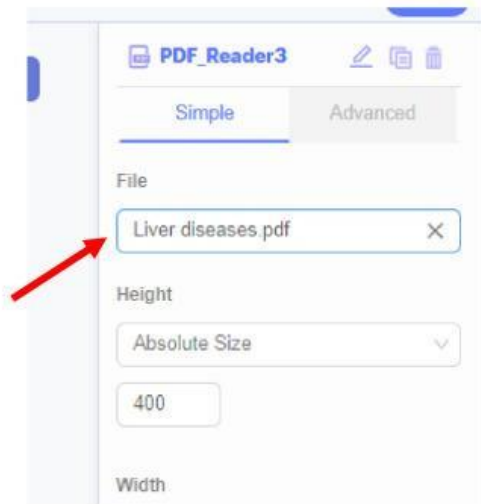 PDF_Reader3
Simple Advanced
File
Liver diseases.pdf
Height
Absolute Size
400
Width